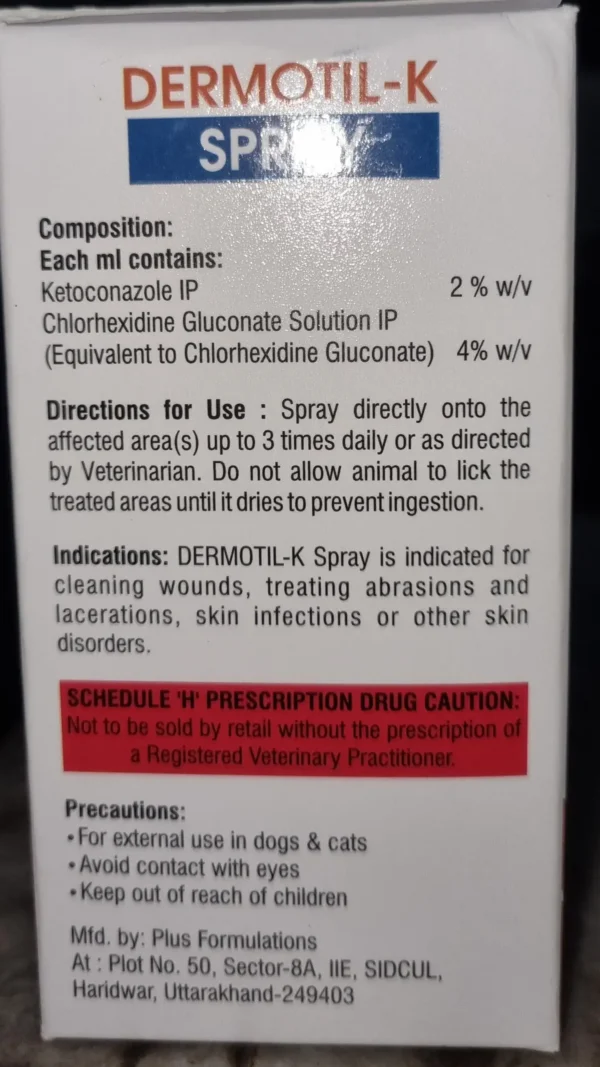 DERMOTIL-K
SPRAY
Composition:
Each ml contains:
Ketoconazole IP 2 % w/v
Chlorhexidine Gluconate Solution IP
(Equivalent to Chlorhexidine Gluconate) 4% w/v
Directions for Use : Spray directly onto the
affected area(s) up to 3 times daily or as directed
by Veterinarian. Do not allow animal to lick the
treated areas until it dries to prevent ingestion.
Indications: DERMOTIL-K Spray is indicated for
cleaning wounds, treating abrasions and
lacerations, skin infections or other skin
disorders.
SCHEDULE 'H' PRESCRIPTION DRUG CAUTION:
Not to be sold by retail without the prescription of
a Registered Veterinary Practitioner.
Precautions:
• For external use in dogs & cats
• Avoid contact with eyes
• Keep out of reach of children
Mfd. by: Plus Formulations
At : Plot No. 50, Sector-8A, IIE, SIDCUL,
Haridwar, Uttarakhand-249403